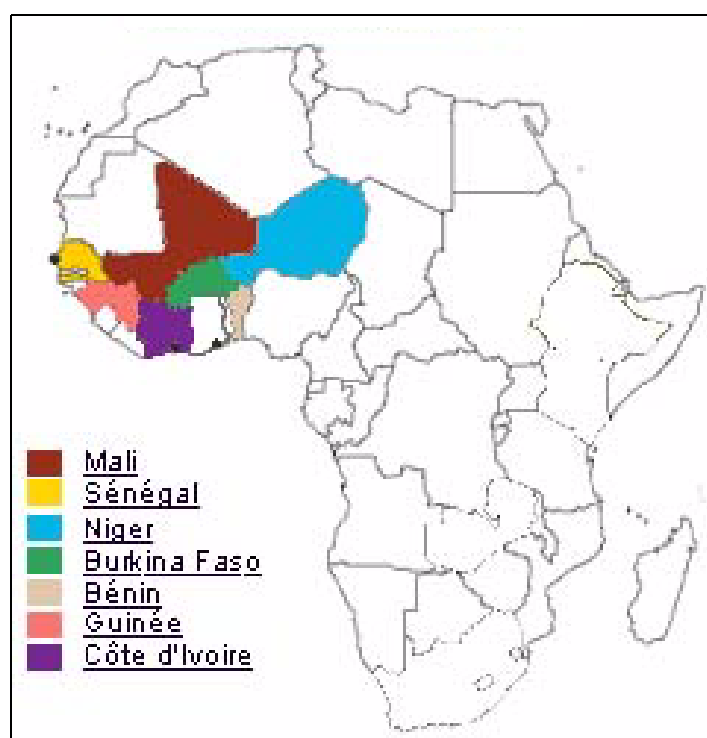 Mali
Sénégal
Niger
Burkina Faso
Bénin
Guinée
Côte d'Ivoire